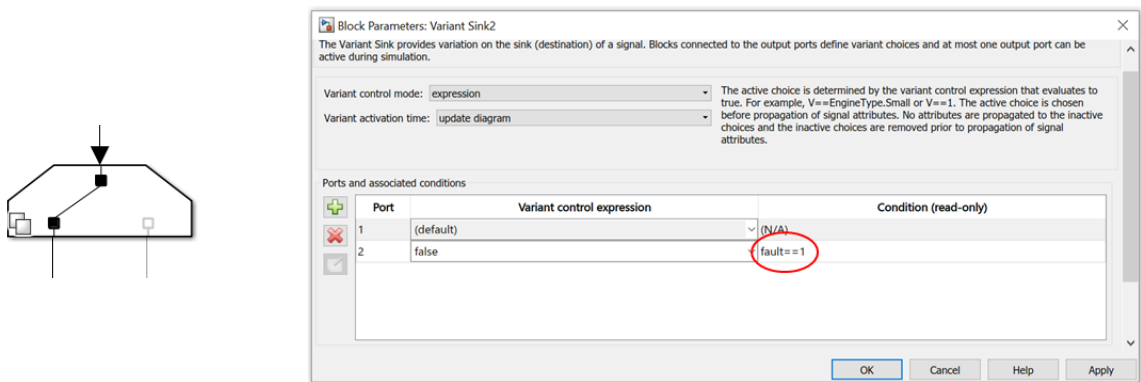 Block Parameters: Variant Sink2
The Variant Sink provides variation on the sink (destination) of a signal. Blocks connected to the output ports define variant choices and at most one output port can be
active during simulation.
Variant control mode: expression
Variant activation time: update diagram
The active choice is determined by the variant control expression that evaluates to
true. For example, V==EngineType.Small or V==1. The active choice is chosen
before propagation of signal attributes. No attributes are propagated to the inactive
choices and the inactive choices are removed prior to propagation of signal
attributes.
Ports and associated conditions
Port Variant control expression Condition (read-only)
1 (default) (N/A)
2 false fault==1
OK Cancel Help Apply